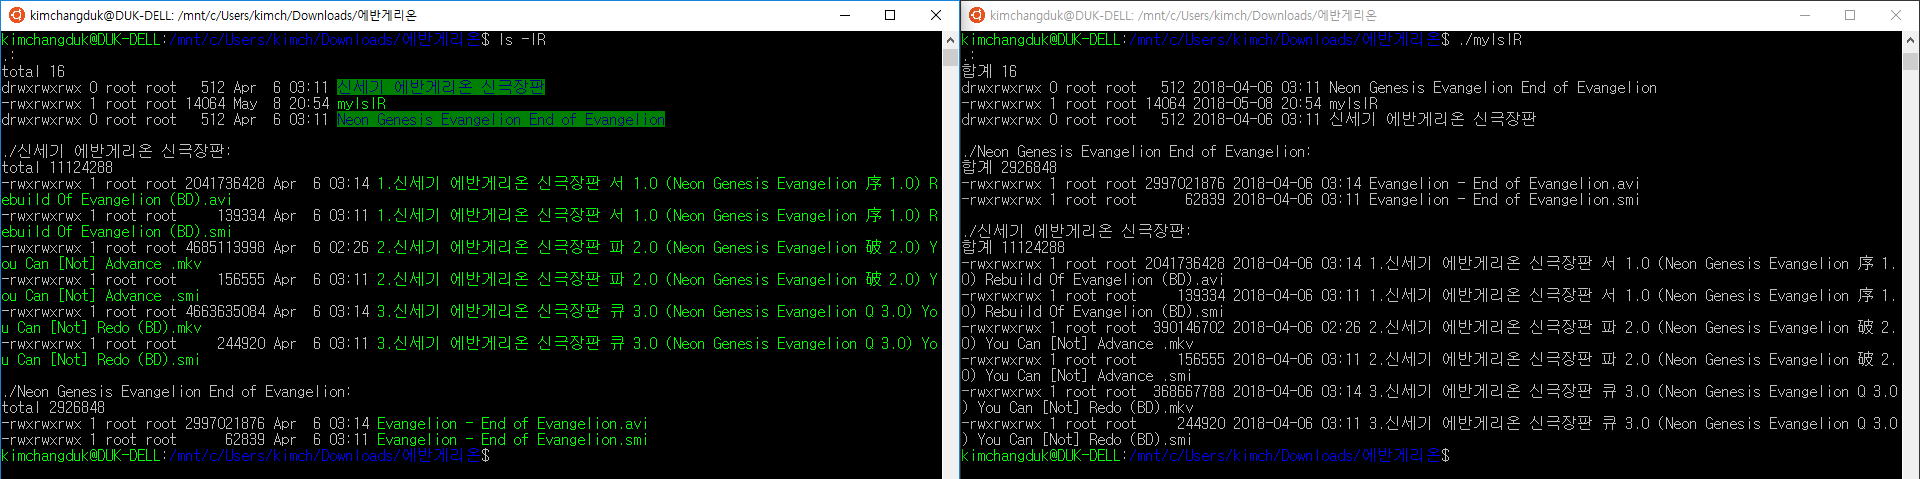 kimchangduk@DUK-DELL: /mnt/c/Users/kimch/Downloads/에반게리온
kimchangduk@DUK-DELL:/mnt/c/Users/kimch/Downloads/에반게리온$ ls -lR
.:
total 16
drwxrwxrwx 0 root root   512 Apr  6 03:11 신세기 에반게리온 신극장판
-rwxrwxrwx 1 root root 14064 May  8 20:54 mylslR
drwxrwxrwx 0 root root   512 Apr  6 03:11 Neon Genesis Evangelion End of Evangelion
./신세기 에반게리온 신극장판:
total 11124288
-rwxrwxrwx 1 root root 2041736428 Apr  6 03:14 1.신세기 에반게리온 신극장판 서 1.0 (Neon Genesis Evangelion 序 1.0) R
ebuild Of Evangelion (BD).avi
-rwxrwxrwx 1 root root     139334 Apr  6 03:11 1.신세기 에반게리온 신극장판 서 1.0 (Neon Genesis Evangelion 序 1.0) R
ebuild Of Evangelion (BD).smi
-rwxrwxrwx 1 root root 4685113998 Apr  6 02:26 2.신세기 에반게리온 신극장판 파 2.0 (Neon Genesis Evangelion 破 2.0) Y
ou Can [Not] Advance .mkv
-rwxrwxrwx 1 root root     156555 Apr  6 03:11 2.신세기 에반게리온 신극장판 파 2.0 (Neon Genesis Evangelion 破 2.0) Y
ou Can [Not] Advance .smi
-rwxrwxrwx 1 root root 4663635084 Apr  6 03:14 3.신세기 에반게리온 신극장판 큐 3.0 (Neon Genesis Evangelion Q 3.0) Yo
u Can [Not] Redo (BD).mkv
-rwxrwxrwx 1 root root     244920 Apr  6 03:11 3.신세기 에반게리온 신극장판 큐 3.0 (Neon Genesis Evangelion Q 3.0) Yo
u Can [Not] Redo (BD).smi
./Neon Genesis Evangelion End of Evangelion:
total 2926848
-rwxrwxrwx 1 root root 2997021876 Apr  6 03:14 Evangelion - End of Evangelion.avi
-rwxrwxrwx 1 root root      62839 Apr  6 03:11 Evangelion - End of Evangelion.smi
kimchangduk@DUK-DELL:/mnt/c/Users/kimch/Downloads/에반게리온$
kimchangduk@DUK-DELL: /mnt/c/Users/kimch/Downloads/에반게리온
kimchangduk@DUK-DELL:/mnt/c/Users/kimch/Downloads/에반게리온$ ./mylslR
.:
합계 16
drwxrwxrwx 0 root root   512 2018-04-06 03:11 Neon Genesis Evangelion End of Evangelion
-rwxrwxrwx 1 root root 14064 2018-05-08 20:54 mylslR
drwxrwxrwx 0 root root   512 2018-04-06 03:11 신세기 에반게리온 신극장판
./Neon Genesis Evangelion End of Evangelion:
합계 2926848
-rwxrwxrwx 1 root root 2997021876 2018-04-06 03:14 Evangelion - End of Evangelion.avi
-rwxrwxrwx 1 root root      62839 2018-04-06 03:11 Evangelion - End of Evangelion.smi
./신세기 에반게리온 신극장판:
합계 11124288
-rwxrwxrwx 1 root root 2041736428 2018-04-06 03:14 1.신세기 에반게리온 신극장판 서 1.0 (Neon Genesis Evangelion 序 1.
0) Rebuild Of Evangelion (BD).avi
-rwxrwxrwx 1 root root     139334 2018-04-06 03:11 1.신세기 에반게리온 신극장판 서 1.0 (Neon Genesis Evangelion 序 1.
0) Rebuild Of Evangelion (BD).smi
-rwxrwxrwx 1 root root  390146702 2018-04-06 02:26 2.신세기 에반게리온 신극장판 파 2.0 (Neon Genesis Evangelion 破 2.
0) You Can [Not] Advance .mkv
-rwxrwxrwx 1 root root     156555 2018-04-06 03:11 2.신세기 에반게리온 신극장판 파 2.0 (Neon Genesis Evangelion 破 2.
0) You Can [Not] Advance .smi
-rwxrwxrwx 1 root root  368667788 2018-04-06 03:14 3.신세기 에반게리온 신극장판 큐 3.0 (Neon Genesis Evangelion Q 3.0
) You Can [Not] Redo (BD).mkv
-rwxrwxrwx 1 root root     244920 2018-04-06 03:11 3.신세기 에반게리온 신극장판 큐 3.0 (Neon Genesis Evangelion Q 3.0
) You Can [Not] Redo (BD).smi
kimchangduk@DUK-DELL:/mnt/c/Users/kimch/Downloads/에반게리온$